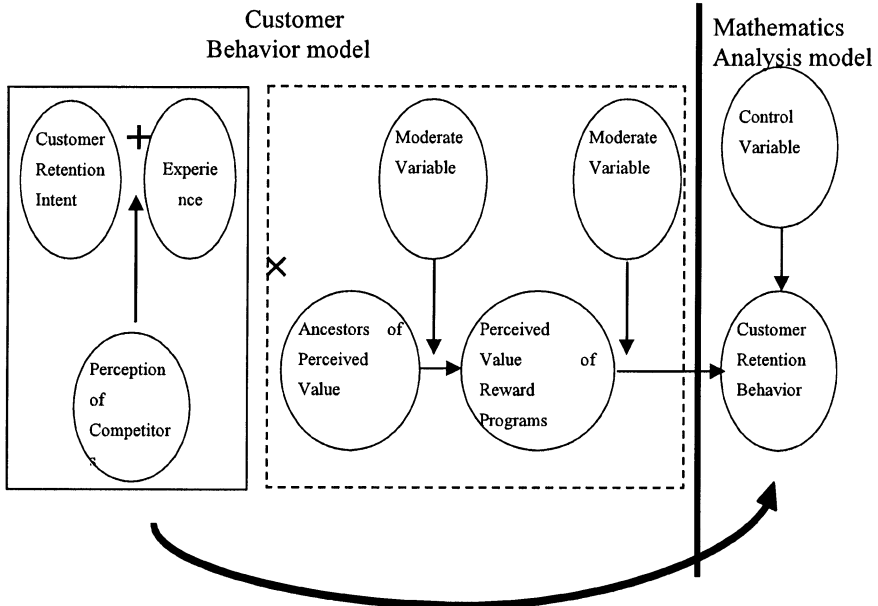 Customer
Behavior model
Mathematics
Analysis model
Customer
Retention
Intent
+
Experie
nce
Perception
of
Competitor
s
×
Moderate
Variable
Moderate
Variable
Ancestors of
Perceived
Value
Perceived
Value of
Reward
Programs
Control
Variable
Customer
Retention
Behavior